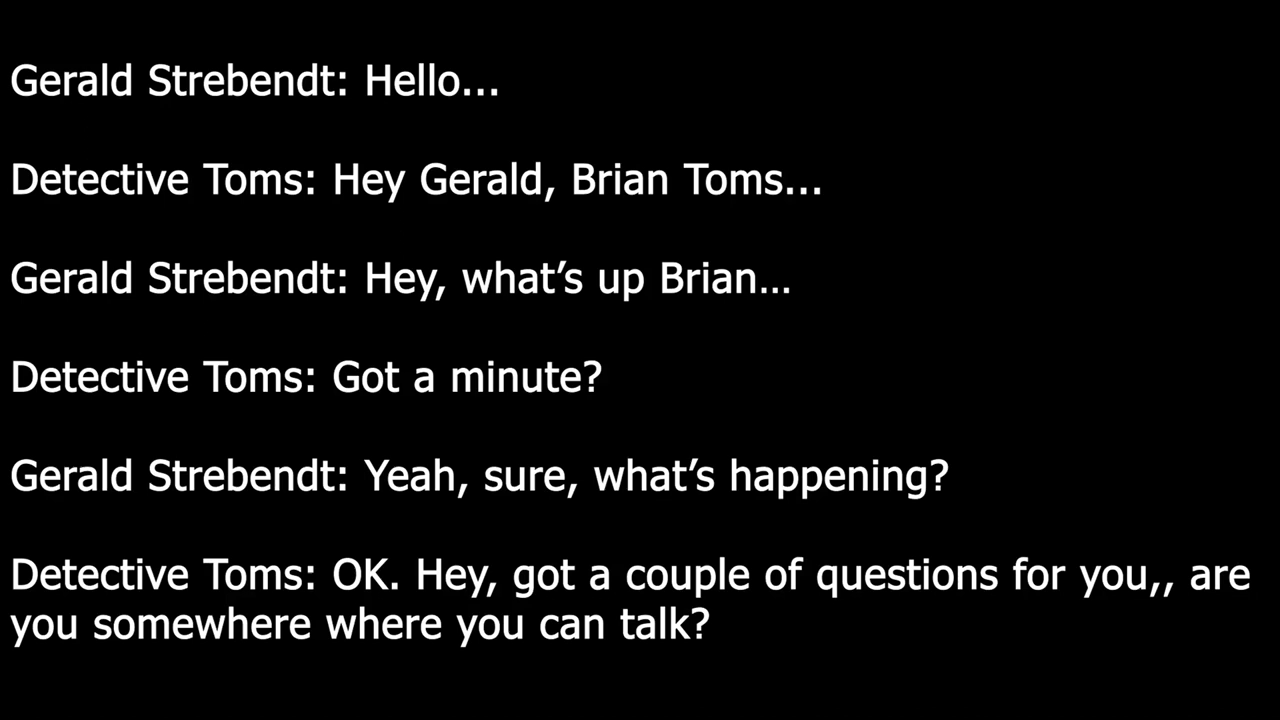 Gerald Strebendt: Hello...
Detective Toms: Hey Gerald, Brian Toms...
Gerald Strebendt: Hey, what’s up Brian...
Detective Toms: Got a minute?
Gerald Strebendt: Yeah, sure, what’s happening?
Detective Toms: OK. Hey, got a couple of questions for you,, are
you somewhere where you can talk?